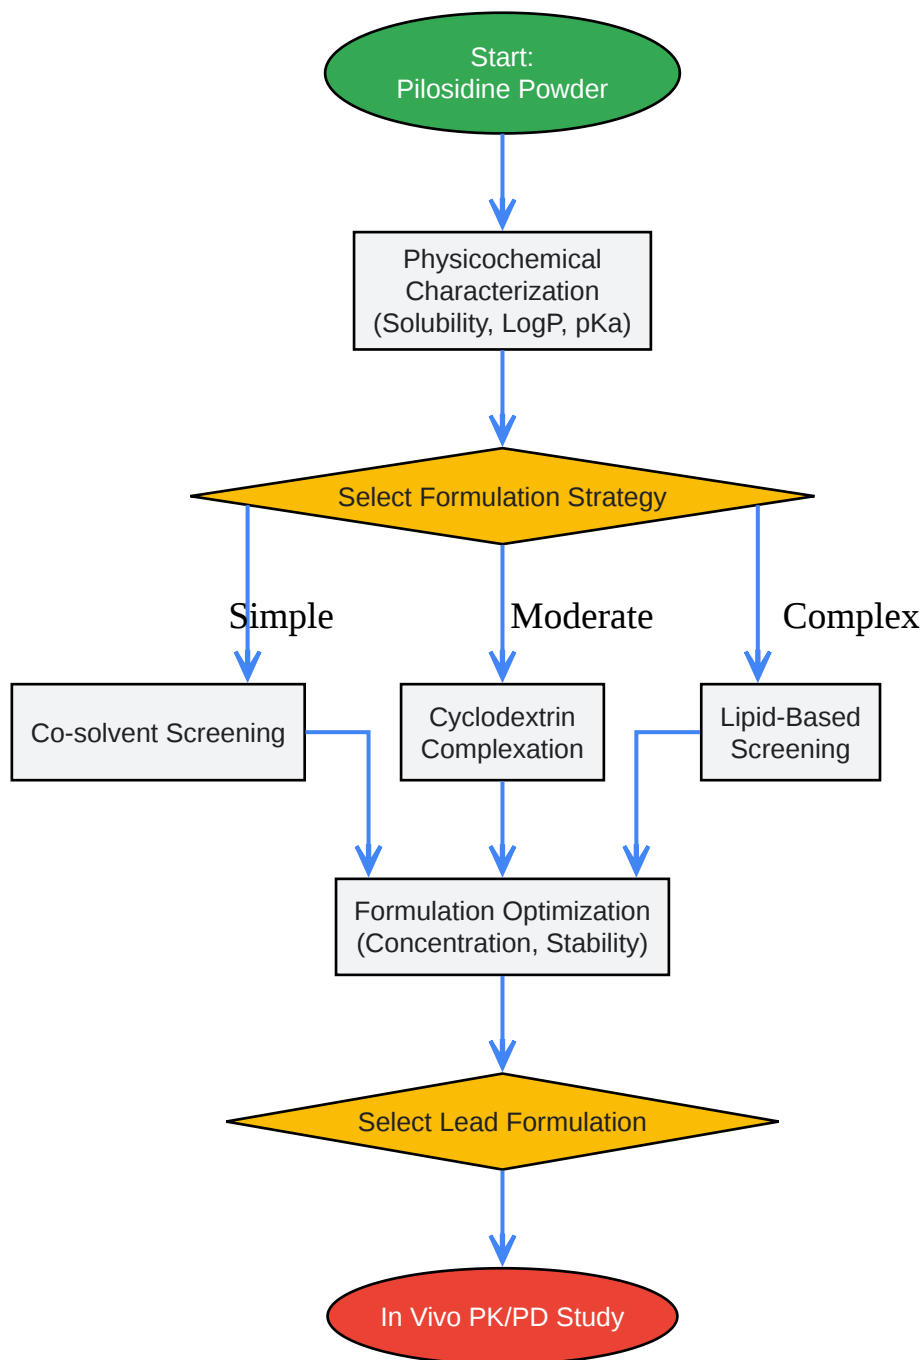 Start:
Pilosidine Powder
Physicochemical
Characterization
(Solubility, LogP, pKa)
Select Formulation Strategy
Simple
Moderate
Complex
Co-solvent Screening
Cyclodextrin
Complexation
Lipid-Based
Screening
Formulation Optimization
(Concentration, Stability)
Select Lead Formulation
In Vivo PK/PD Study